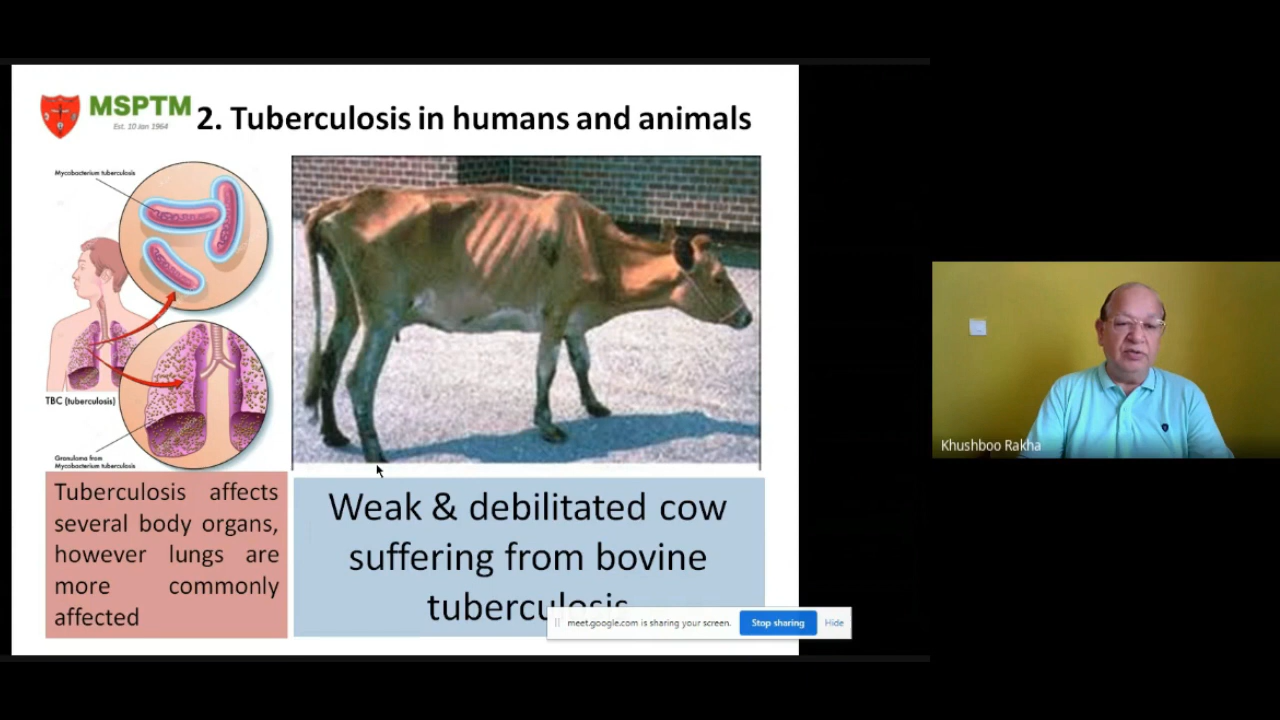 MSPTM
Est. 10 Jan 1964
2. Tuberculosis in humans and animals
Mycobacterium tuberculosis
TBC (tuberculosis)
Granuloma from
Mycobacterium tuberculosis
Tuberculosis affects
several body organs,
however lungs are
more commonly
affected
Weak & debilitated cow
suffering from bovine
tuberculosis
meet.google.com is sharing your screen.
Stop sharing
Hide
Khushboo Rakha